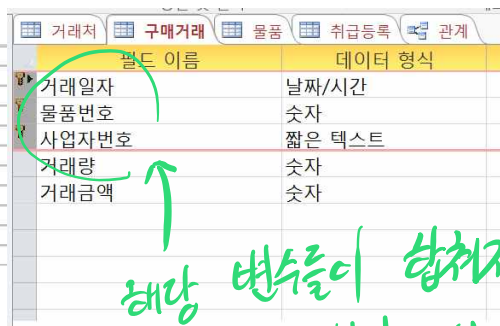 거래처 구매거래 물품 취급등록 관계
필드 이름 데이터 형식
거래일자 날짜/시간
물품번호 숫자
사업자번호 짧은 텍스트
거래량 숫자
거래금액 숫자
해당 변수들이 합쳐져